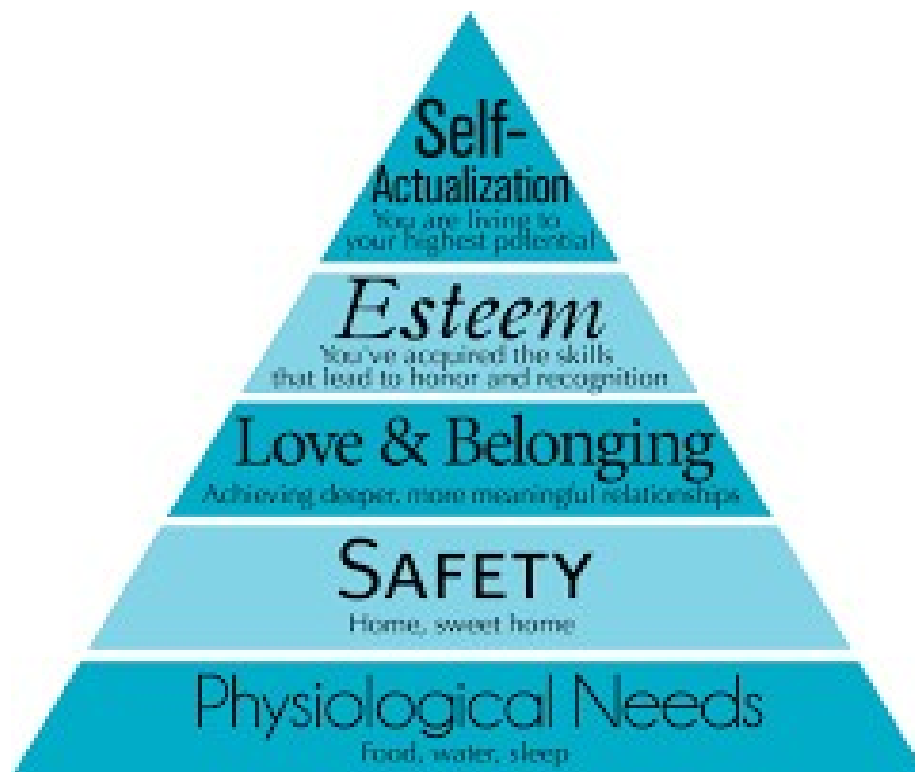 Self-
Actualization
You are living to
your highest potential
Esteem
You've acquired the skills
that lead to honor and recognition
Love & Belonging
Achieving deeper, more meaningful relationships
SAFETY
Home, sweet home
Physiological Needs
Food, water, sleep